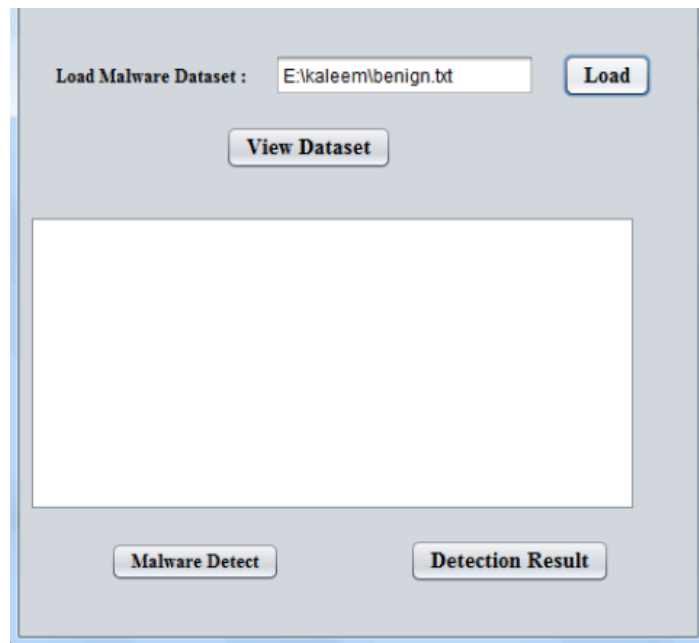 Load Malware Dataset : E:\kaleem\benign.txt Load
View Dataset
Malware Detect Detection Result